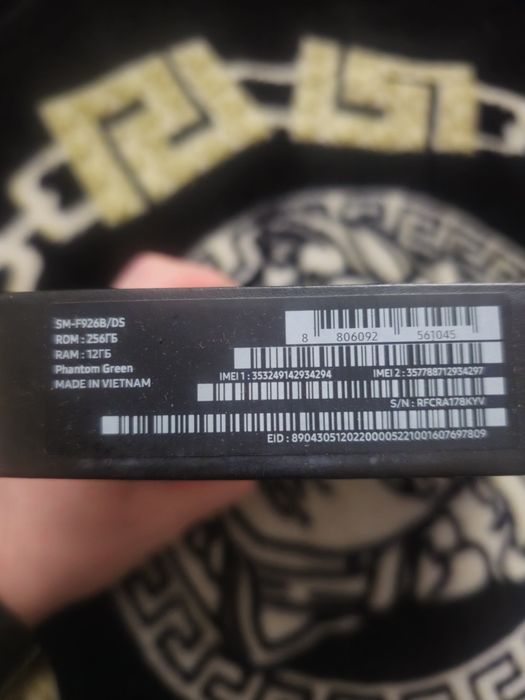 SM-F926B/DS
ROM : 256ГБ
RAM : 12ГБ
Phantom Green
MADE IN VIETNAM
8 806092 561045
IMEI 1 : 353249142934294 IMEI 2 : 357788712934297
S/N : RFCRA178KYV
EID : 89043051202200005221001607697809